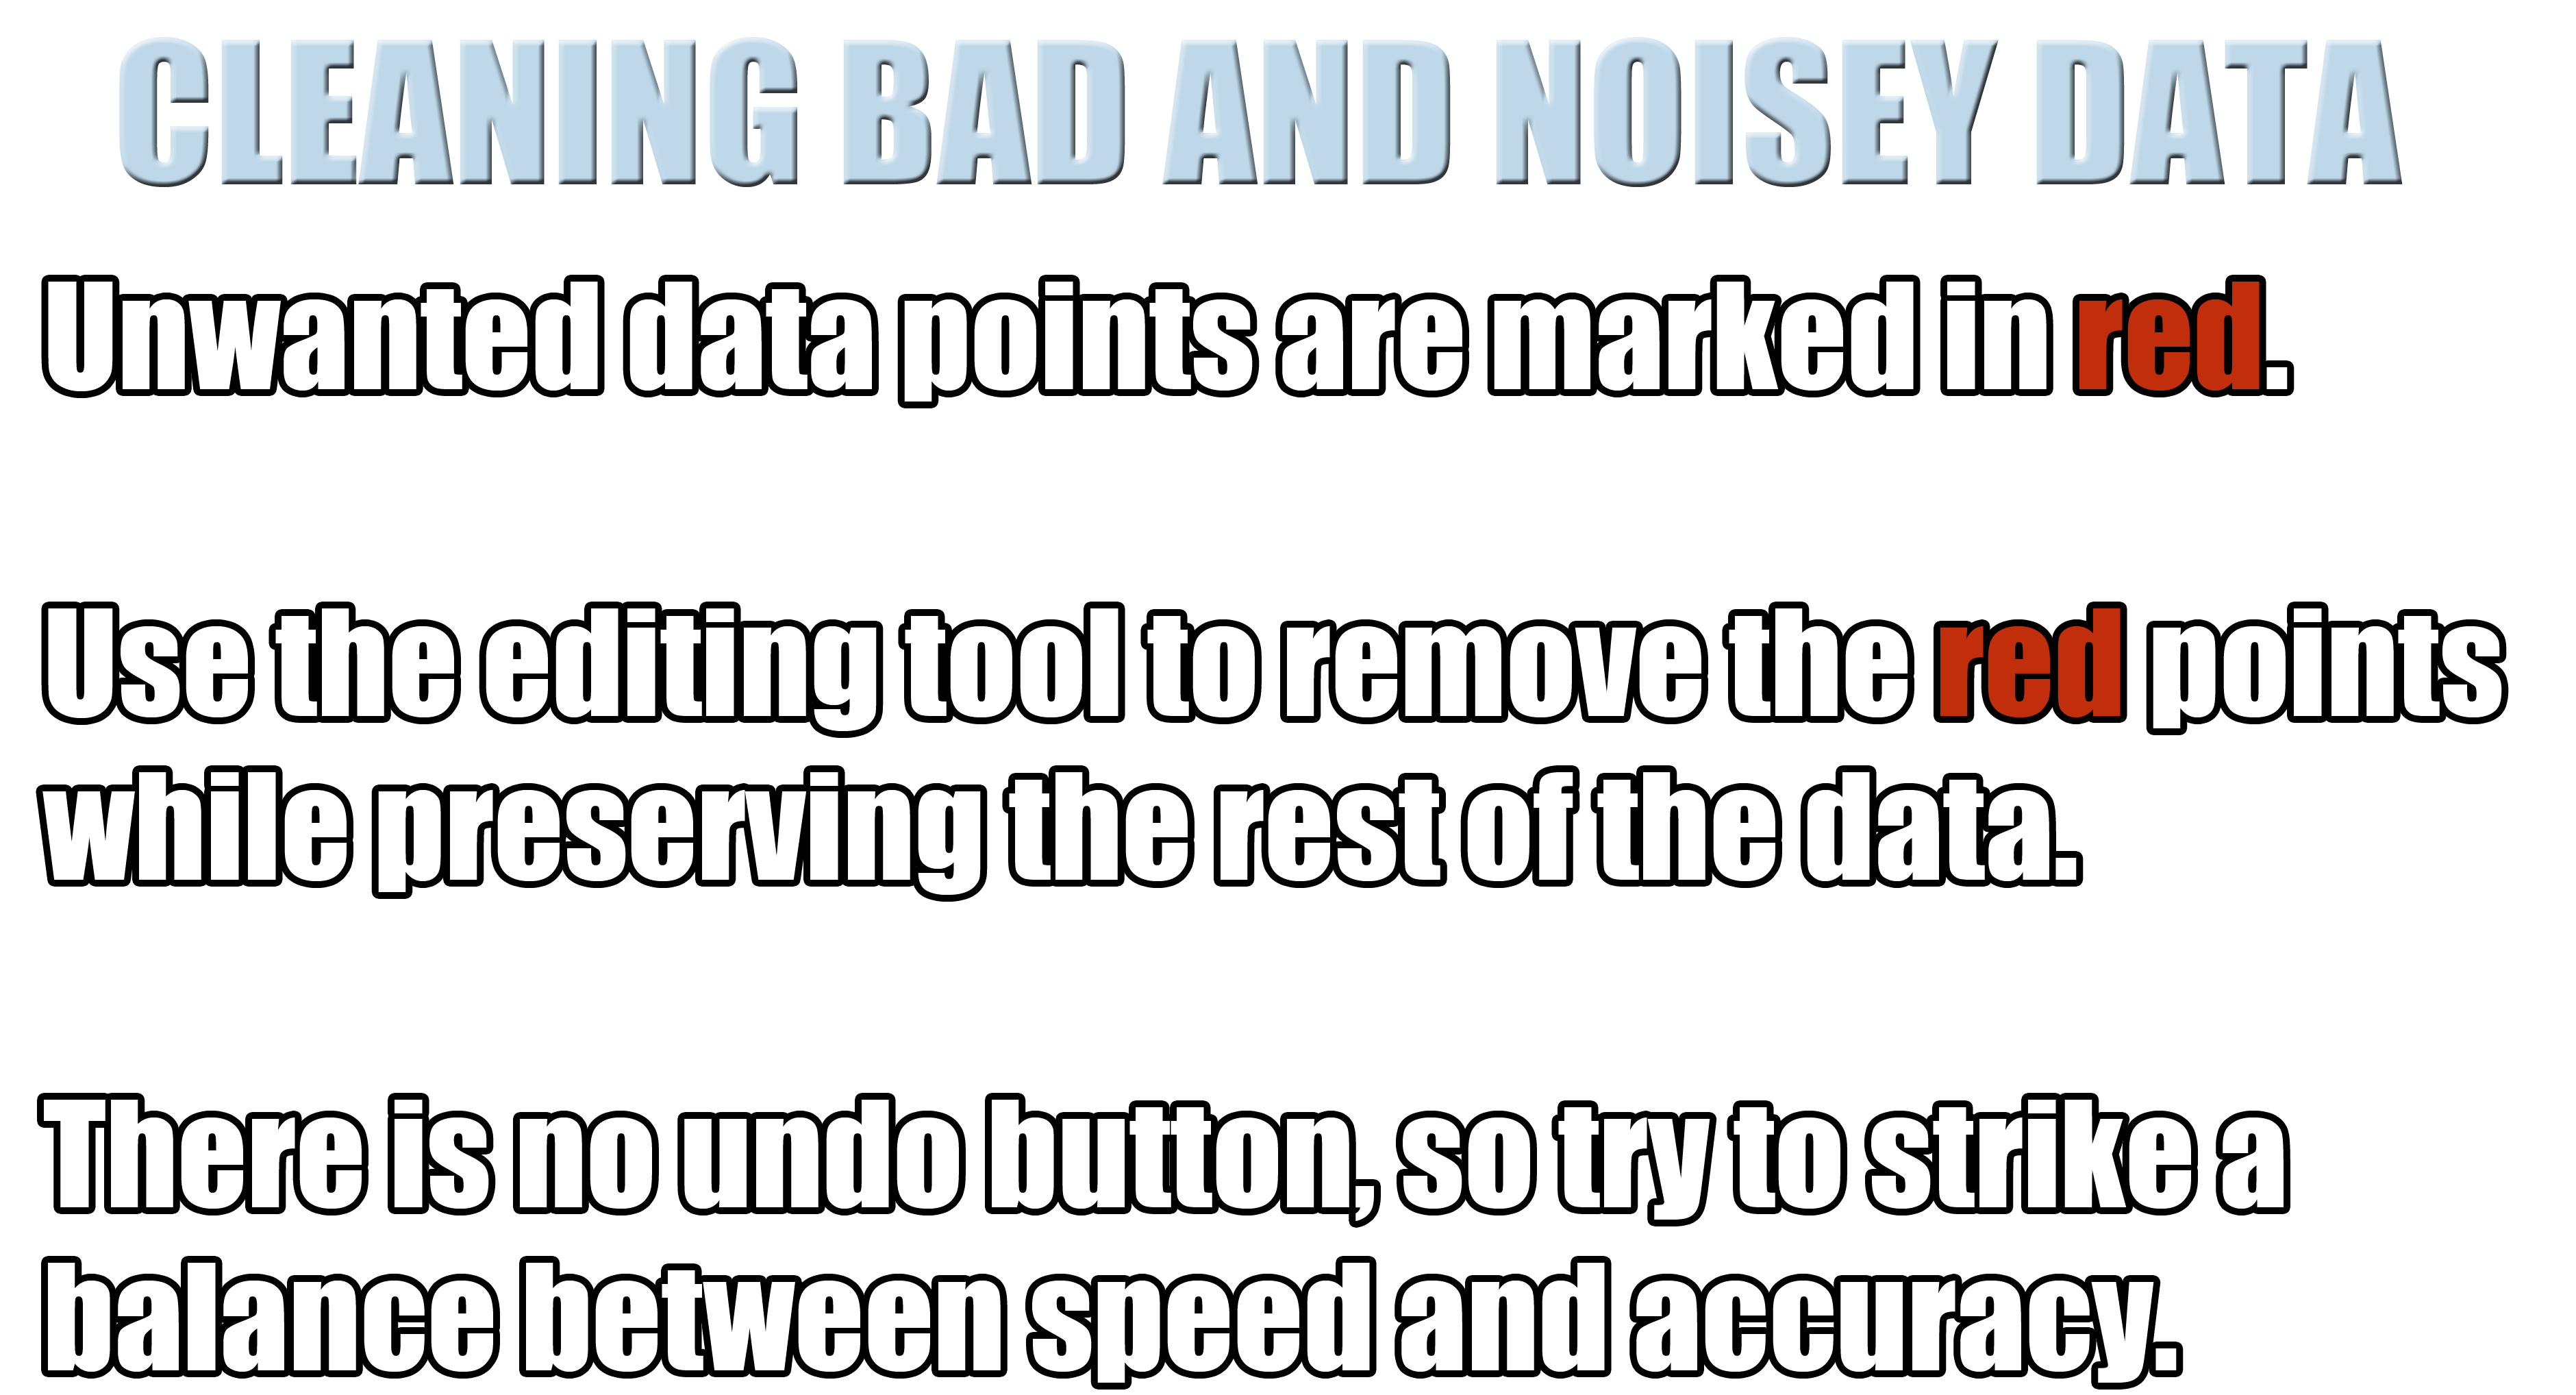 CLEANING BAD AND NOISEY DATA
Unwanted data points are marked in red.
Use the editing tool to remove the red points
while preserving the rest of the data.
There is no undo button, so try to strike a
balance between speed and accuracy.